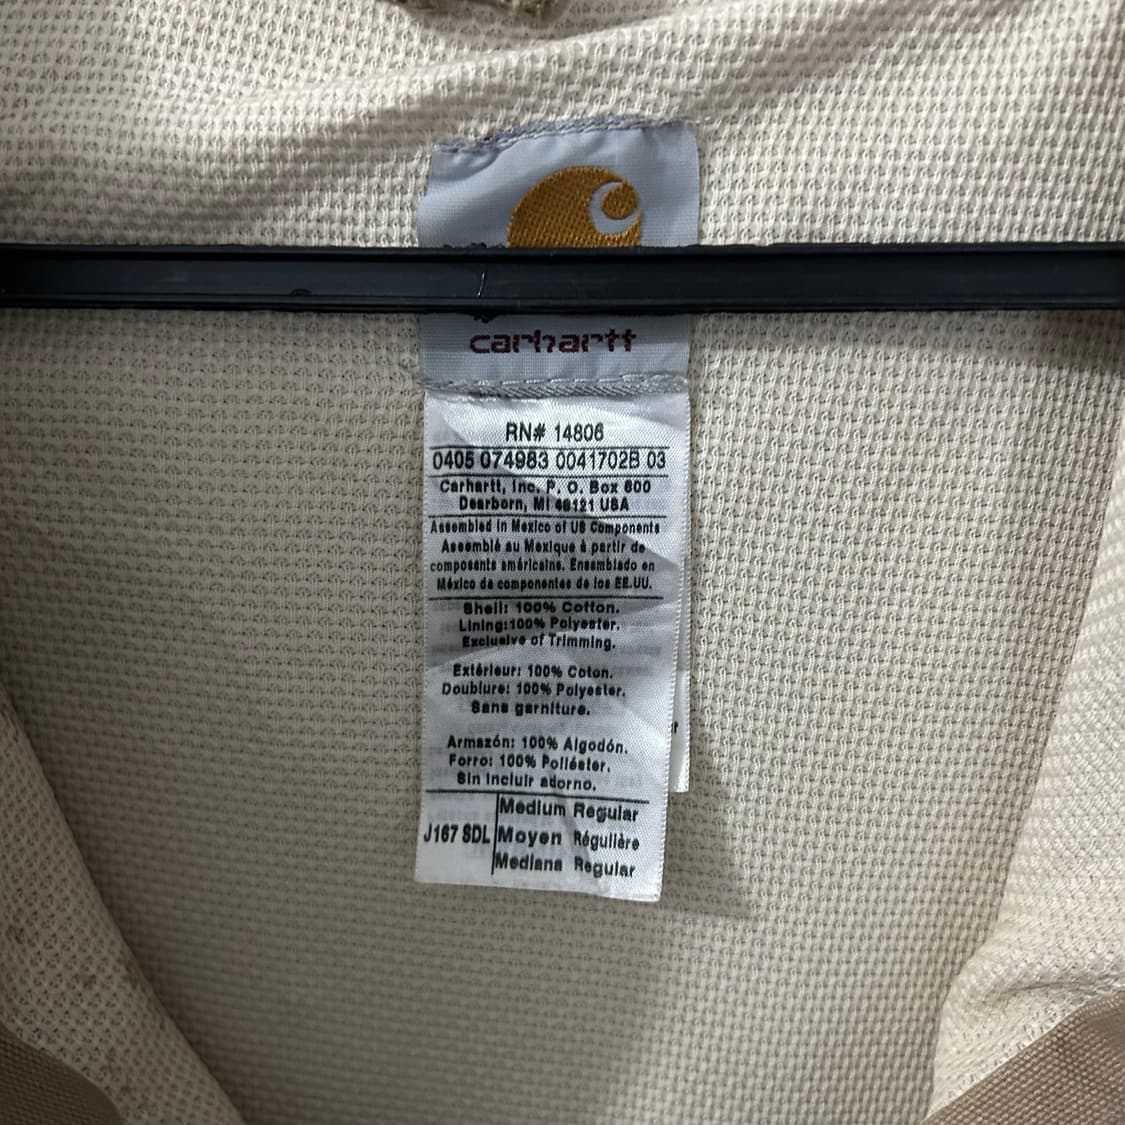 carhartt
RN# 14806
0405 074983 0041702B 03
Carhartt, Inc. P. O. Box 600
Dearborn, MI 48121 USA
Assembled in Mexico of US Components
Assemblé au Mexique à partir de
composants américains. Ensamblado en
México de componentes de los EE.UU.
Shell: 100% Cotton.
Lining:100% Polyester.
Exclusive of Trimming.
Extérieur: 100% Coton.
Doublure: 100% Polyester.
Sans garniture.
Armazón: 100% Algodón.
Forro: 100% Poliéster.
Sin incluir adorno.
J167 SDL
Medium Regular
Moyen Régulière
Mediana Regular